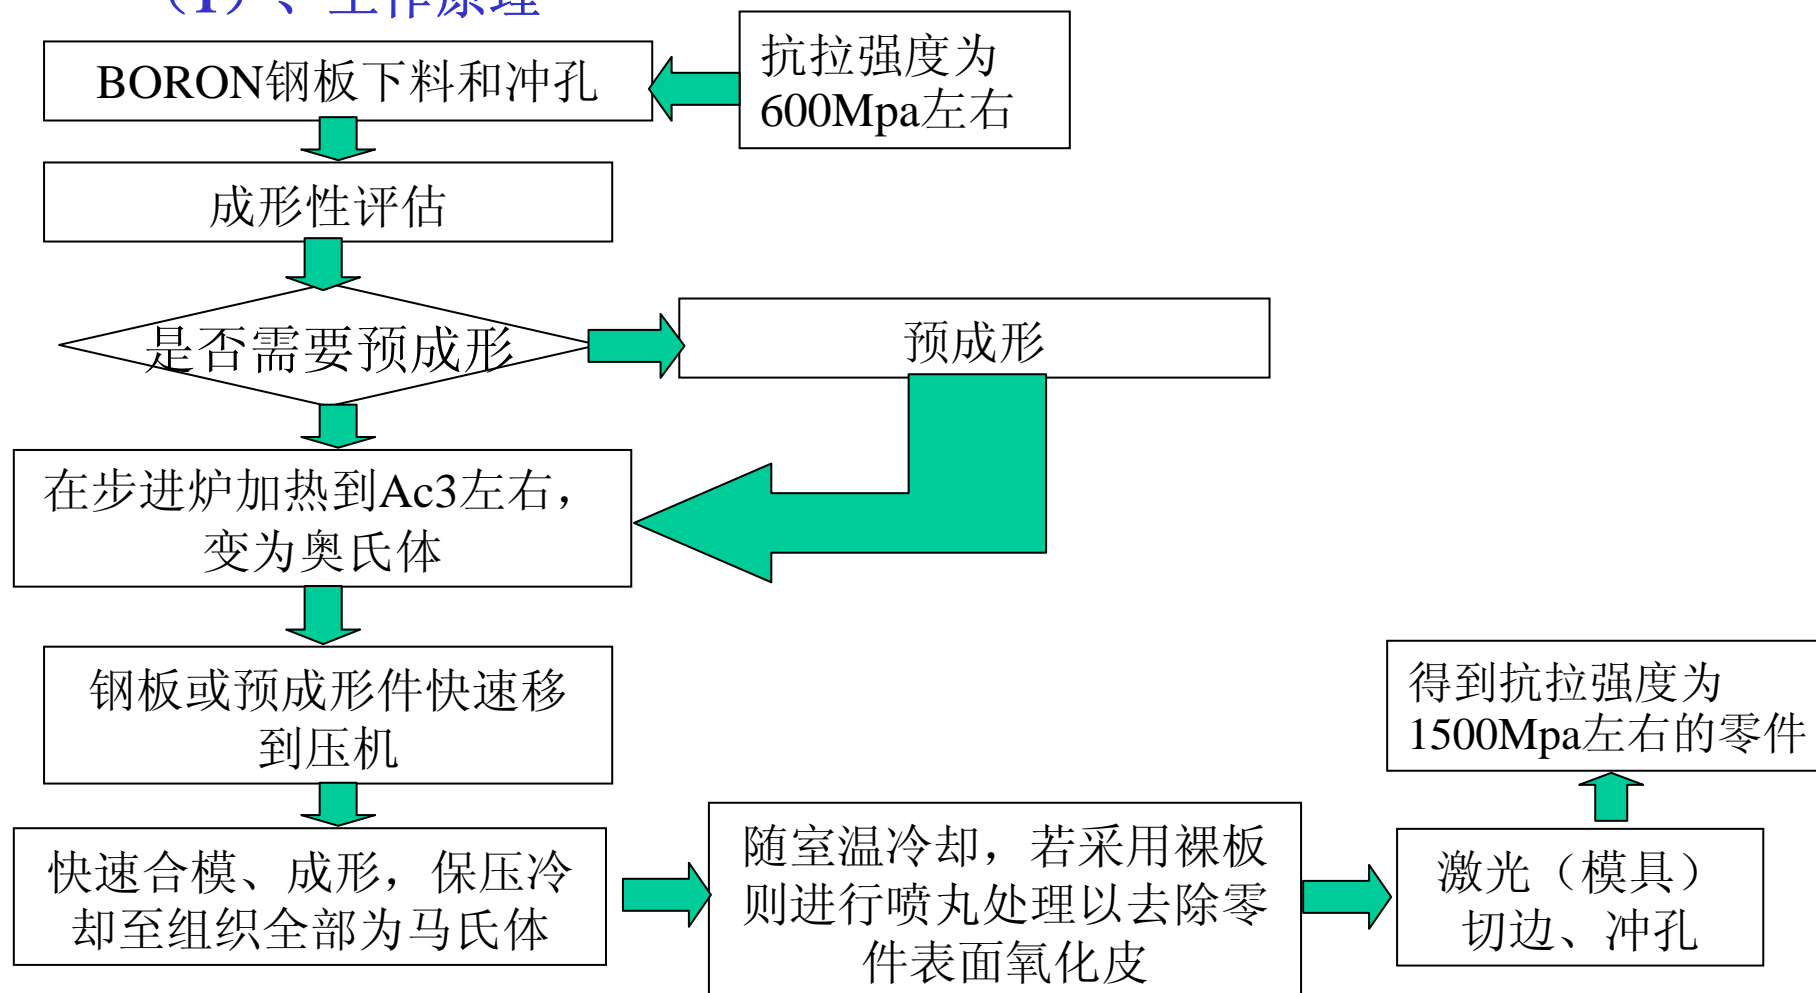 （1）、工作原理
BORON钢板下料和冲孔
抗拉强度为
600Mpa左右
成形性评估
是否需要预成形
预成形
在步进炉加热到Ac3左右，
变为奥氏体
钢板或预成形件快速移
到压机
快速合模、成形，保压冷
却至组织全部为马氏体
随室温冷却，若采用裸板
则进行喷丸处理以去除零
件表面氧化皮
激光（模具）
切边、冲孔
得到抗拉强度为
1500Mpa左右的零件